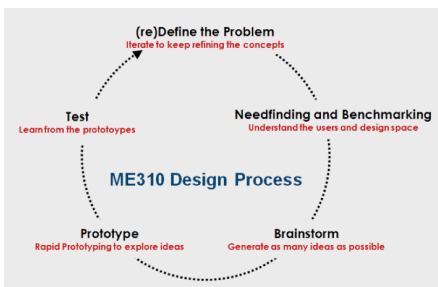 (re)Define the Problem
Iterate to keep refining the concepts
Needfinding and Benchmarking
Understand the users and design space
Test
Learn from the protoypes
ME310 Design Process
Prototype
Rapid Prototyping to explore ideas
Brainstorm
Generate as many ideas as possible